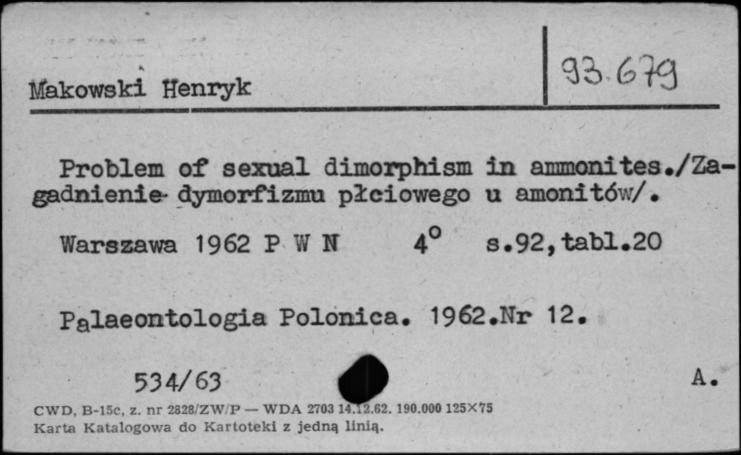 93.679
Makowski Henryk
Problem of sexual dimorphism in ammonites./Za-
gadnienie dymorfizmu płciowego u amonitów/.
Warszawa 1962 P W N 4° s.92,tabl.20
Palaeontologia Polonica. 1962.Nr 12.
534/63 A.
CWD, B-15c, z. nr 2828/ZW/P — WDA 2703 14.12.62. 190.000 125×75
Karta Katalogowa do Kartoteki z jedną linią.